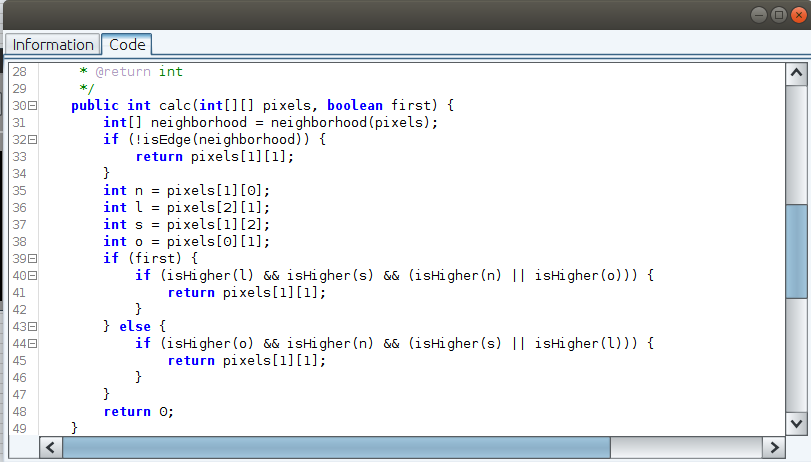 Information Code
28 * @return int
29 */
30 public int calc(int[][] pixels, boolean first) {
31 int[] neighborhood = neighborhood(pixels);
32 if (!isEdge(neighborhood)) {
33 return pixels[1][1];
34 }
35 int n = pixels[1][0];
36 int l = pixels[2][1];
37 int s = pixels[1][2];
38 int o = pixels[0][1];
39 if (first) {
40 if (isHigher(l) && isHigher(s) && (isHigher(n) || isHigher(o))) {
41 return pixels[1][1];
42 }
43 } else {
44 if (isHigher(o) && isHigher(n) && (isHigher(s) || isHigher(l))) {
45 return pixels[1][1];
46 }
47 }
48 return 0;
49 }